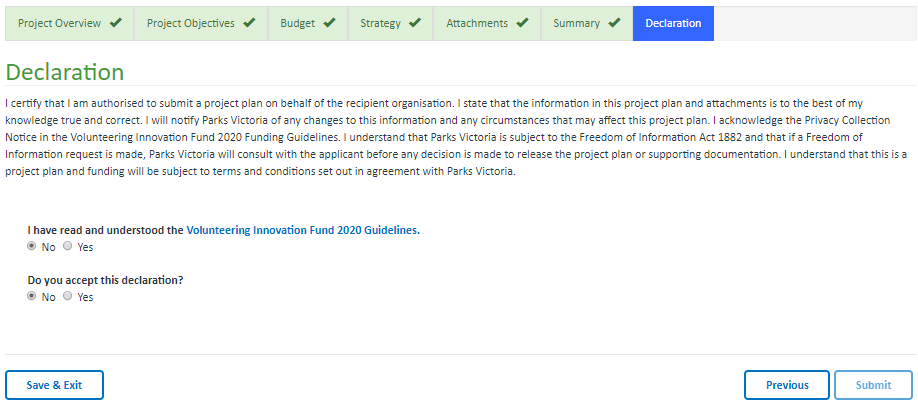 Project Overview
Project Objectives
Budget
Strategy
Attachments
Summary
Declaration
Declaration
I certify that I am authorised to submit a project plan on behalf of the recipient organisation. I state that the information in this project plan and attachments is to the best of my
knowledge true and correct. I will notify Parks Victoria of any changes to this information and any circumstances that may affect this project plan. I acknowledge the Privacy Collection
Notice in the Volunteering Innovation Fund 2020 Funding Guidelines. I understand that Parks Victoria is subject to the Freedom of Information Act 1882 and that if a Freedom of
Information request is made, Parks Victoria will consult with the applicant before any decision is made to release the project plan or supporting documentation. I understand that this is a
project plan and funding will be subject to terms and conditions set out in agreement with Parks Victoria.
I have read and understood the Volunteering Innovation Fund 2020 Guidelines.
No Yes
Do you accept this declaration?
No Yes
Save & Exit
Previous
Submit